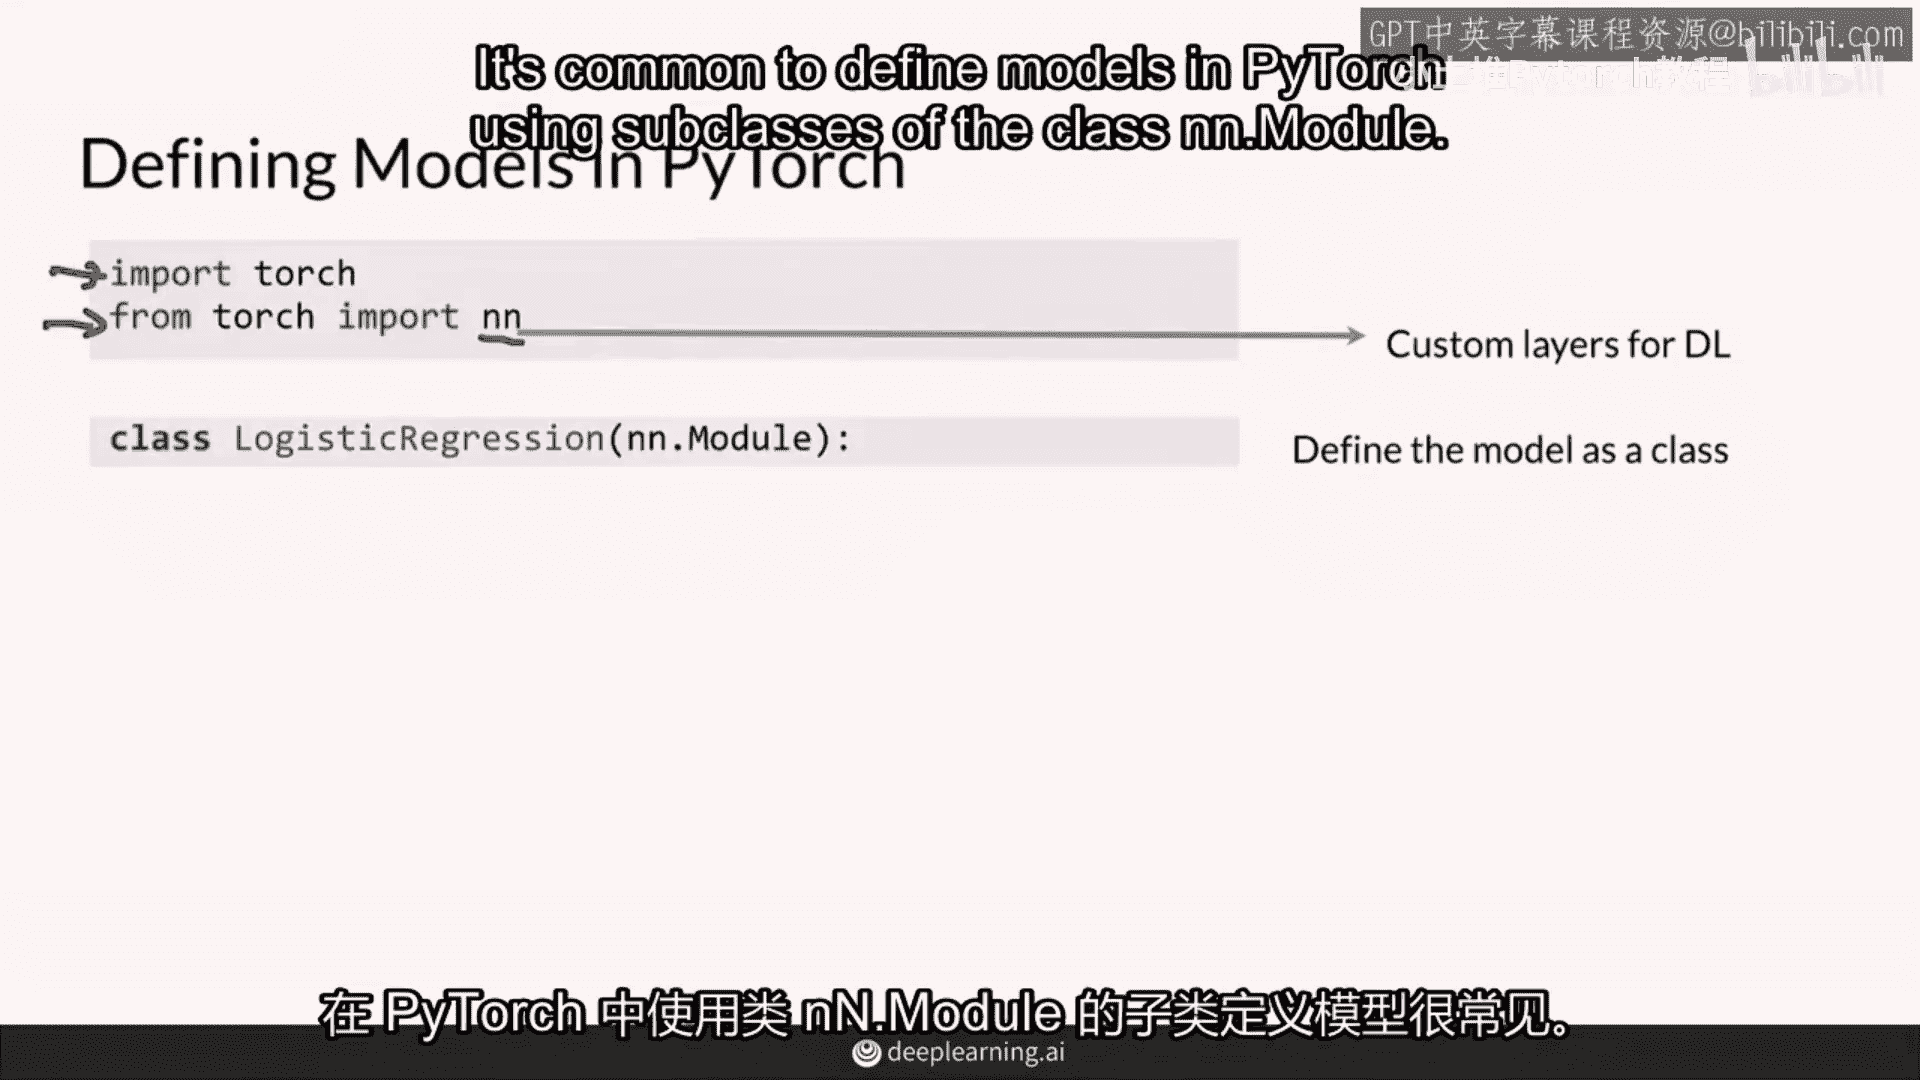 GPT中英字幕课程资源@bilibili.com
It's common to define models in PyTorch
using subclasses of the class nn.Module.
Defining Models in PyTorch
import torch
from torch import nn
Custom layers for DL
class LogisticRegression(nn.Module):
Define the model as a class
在 PyTorch 中使用类 nN.Module 的子类定义模型很常见。
deeplearning.ai